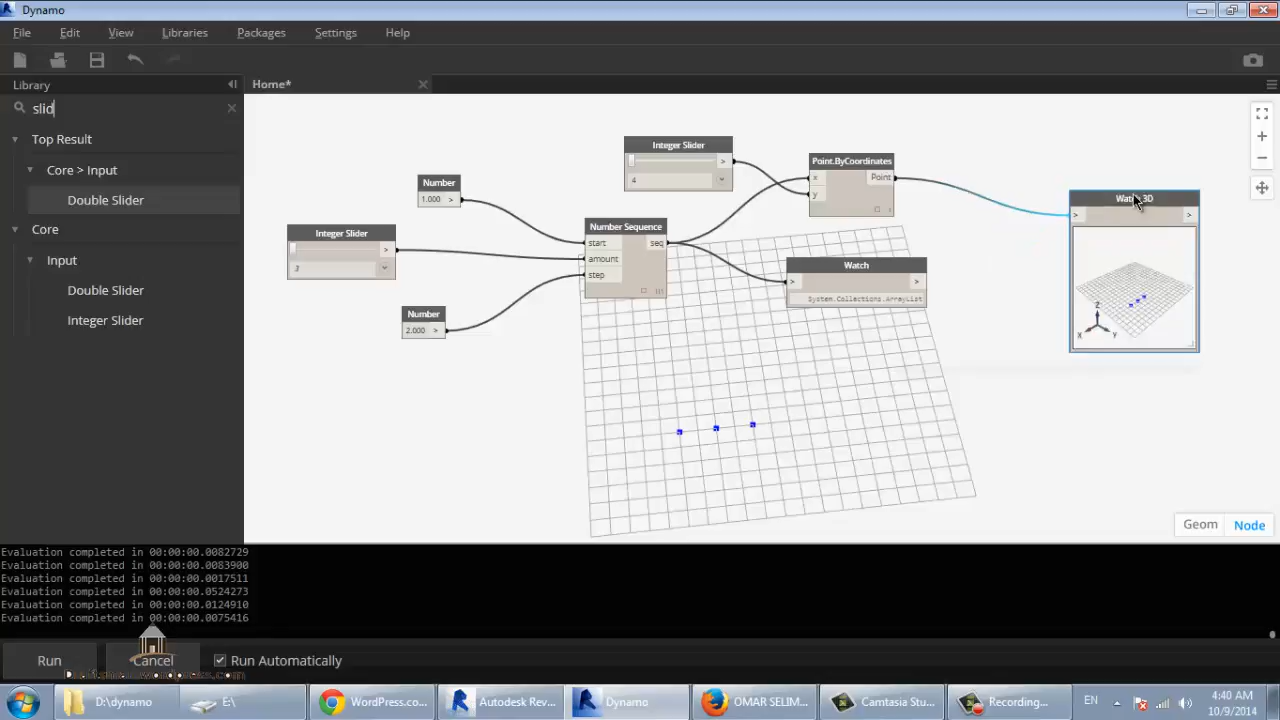 Dynamo
File Edit View Libraries Packages Settings Help
Library
Home*
slid
Top Result
Core > Input
Double Slider
Core
Input
Double Slider
Integer Slider
Integer Slider
4
Point.ByCoordinates
x Point
y
Number
1.000 >
Watch 3D
Number Sequence
start seq
amount
step
Integer Slider
3
Watch
System.Collections.ArrayList
Number
2.000 >
Z
X Y
Geom Node
Evaluation completed in 00:00:00.0082729
Evaluation completed in 00:00:00.0083900
Evaluation completed in 00:00:00.0017511
Evaluation completed in 00:00:00.0524273
Evaluation completed in 00:00:00.0124910
Evaluation completed in 00:00:00.0075416
Run Cancel Run Automatically
D:\dynamo E:\ WordPress.co... Autodesk Rev... Dynamo OMAR SELIM... Camtasia Stu... Recording... EN 4:40 AM
10/9/2014